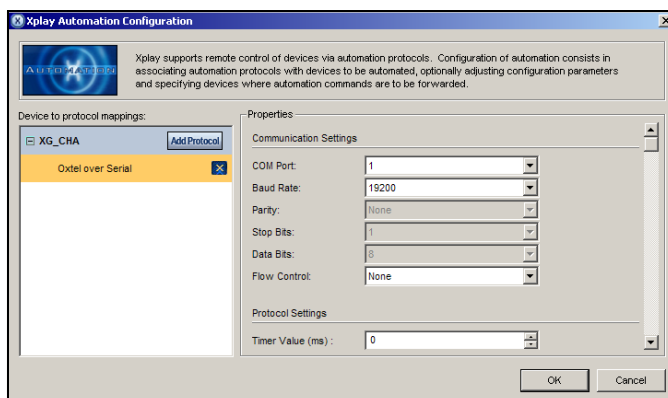 Xplay Automation Configuration
AUTOMATION
Xplay supports remote control of devices via automation protocols. Configuration of automation consists in
associating automation protocols with devices to be automated, optionally adjusting configuration parameters
and specifying devices where automation commands are to be forwarded.
Device to protocol mappings:
XG_CHA
Add Protocol
Oxtel over Serial
Properties
Communication Settings
COM Port: 1
Baud Rate: 19200
Parity: None
Stop Bits: 1
Data Bits: 8
Flow Control: None
Protocol Settings
Timer Value (ms) : 0
OK
Cancel